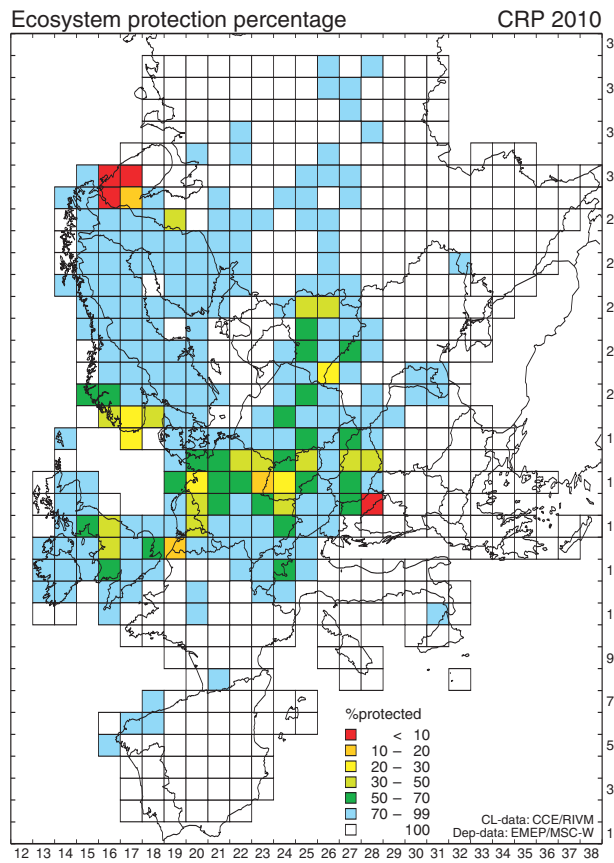 Ecosystem protection percentage CRP 2010
3
3
3
3
2
2
2
2
2
1
1
1
1
1
9
7
5
3
1
%protected
< 10
10 – 20
20 – 30
30 – 50
50 – 70
70 – 99
100
CL-data: CCE/RIVM
Dep-data: EMEP/MSC-W
12 13 14 15 16 17 18 19 20 21 22 23 24 25 26 27 28 29 30 31 32 33 34 35 36 37 38